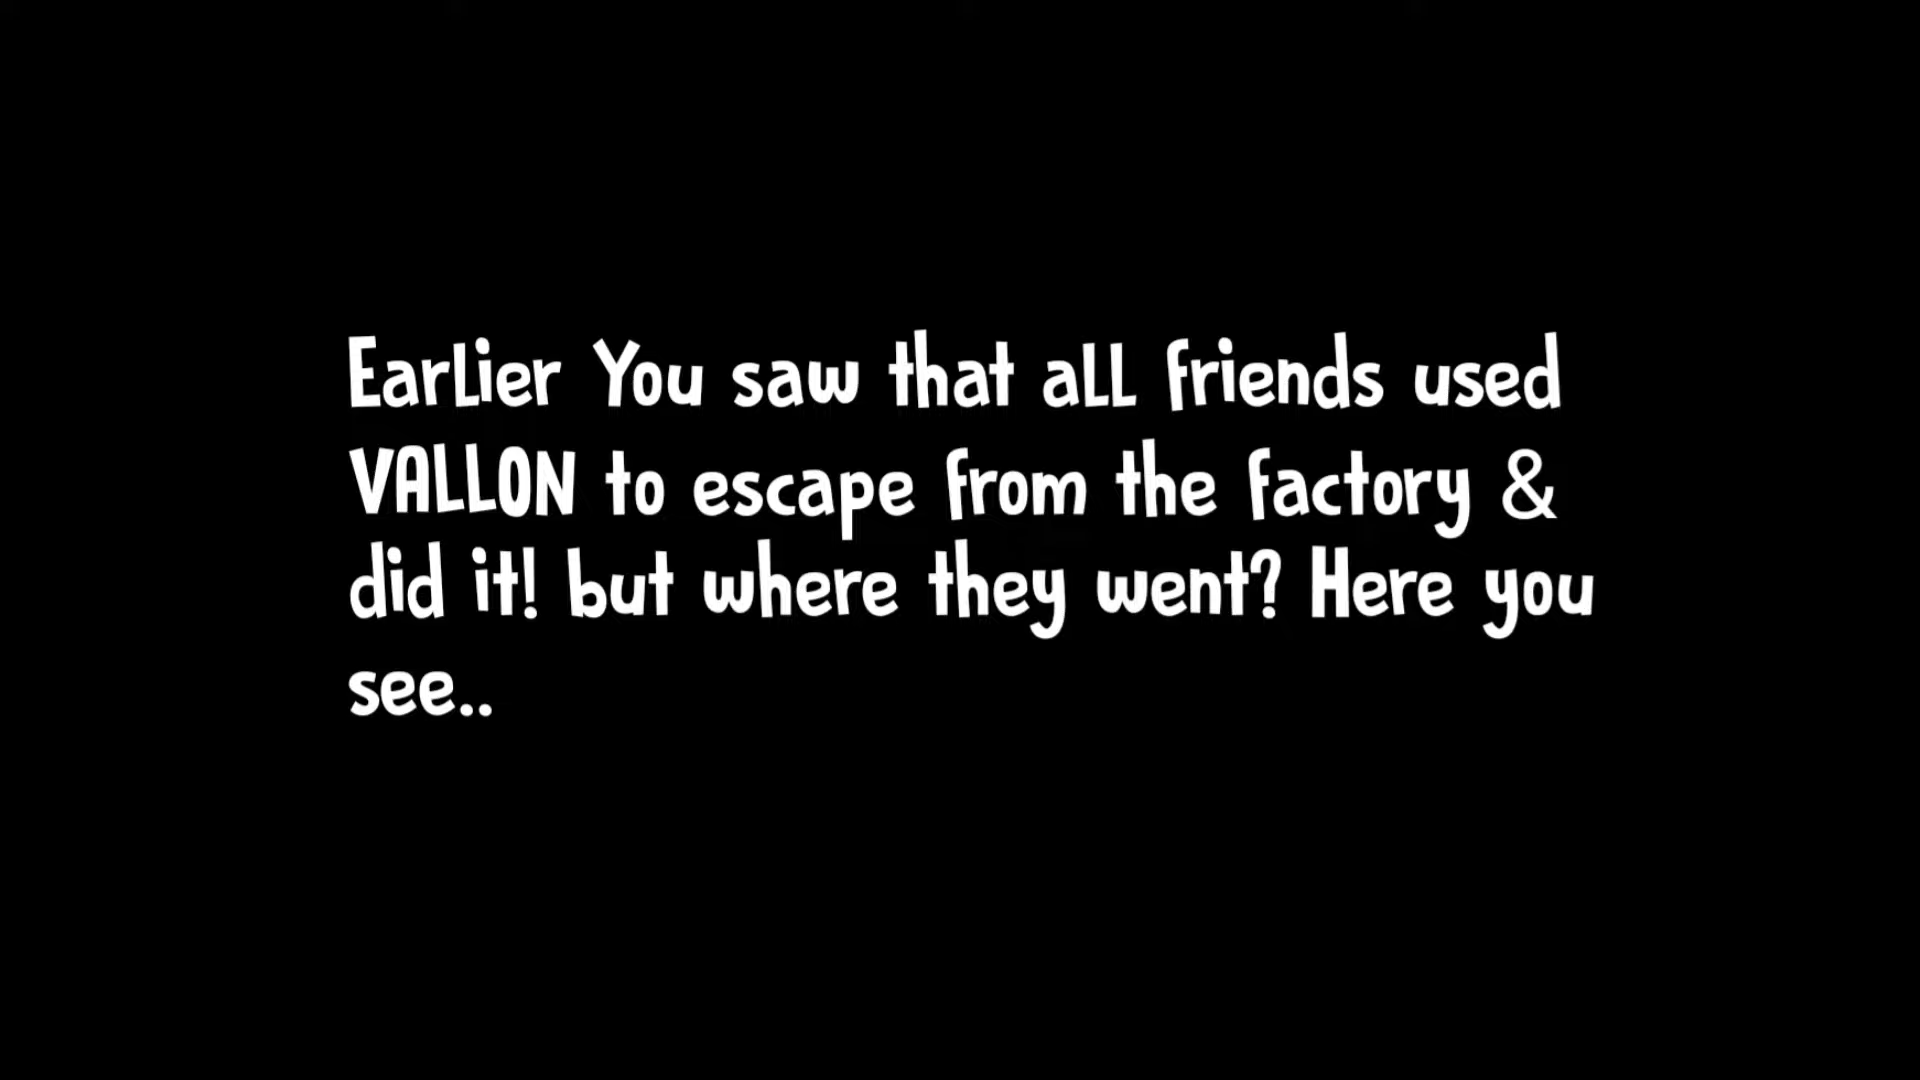 Earlier You saw that all friends used
VALLON to escape from the factory &
did it! but where they went? Here you
see..